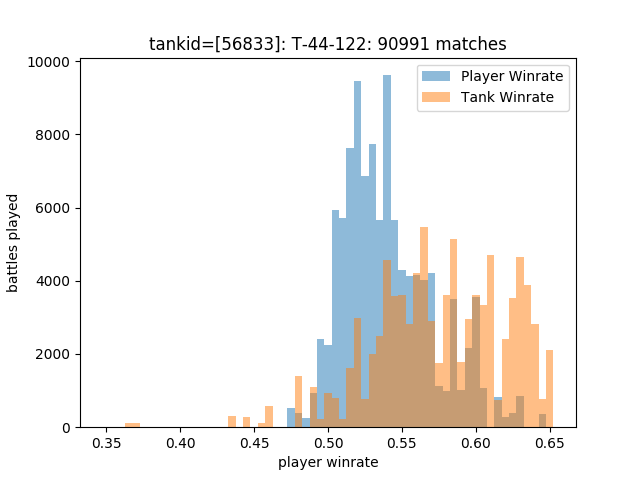 tankid=[56833]: T-44-122: 90991 matches
Player Winrate
Tank Winrate
battles played
10000
8000
6000
4000
2000
0
0.35 0.40 0.45 0.50 0.55 0.60 0.65
player winrate